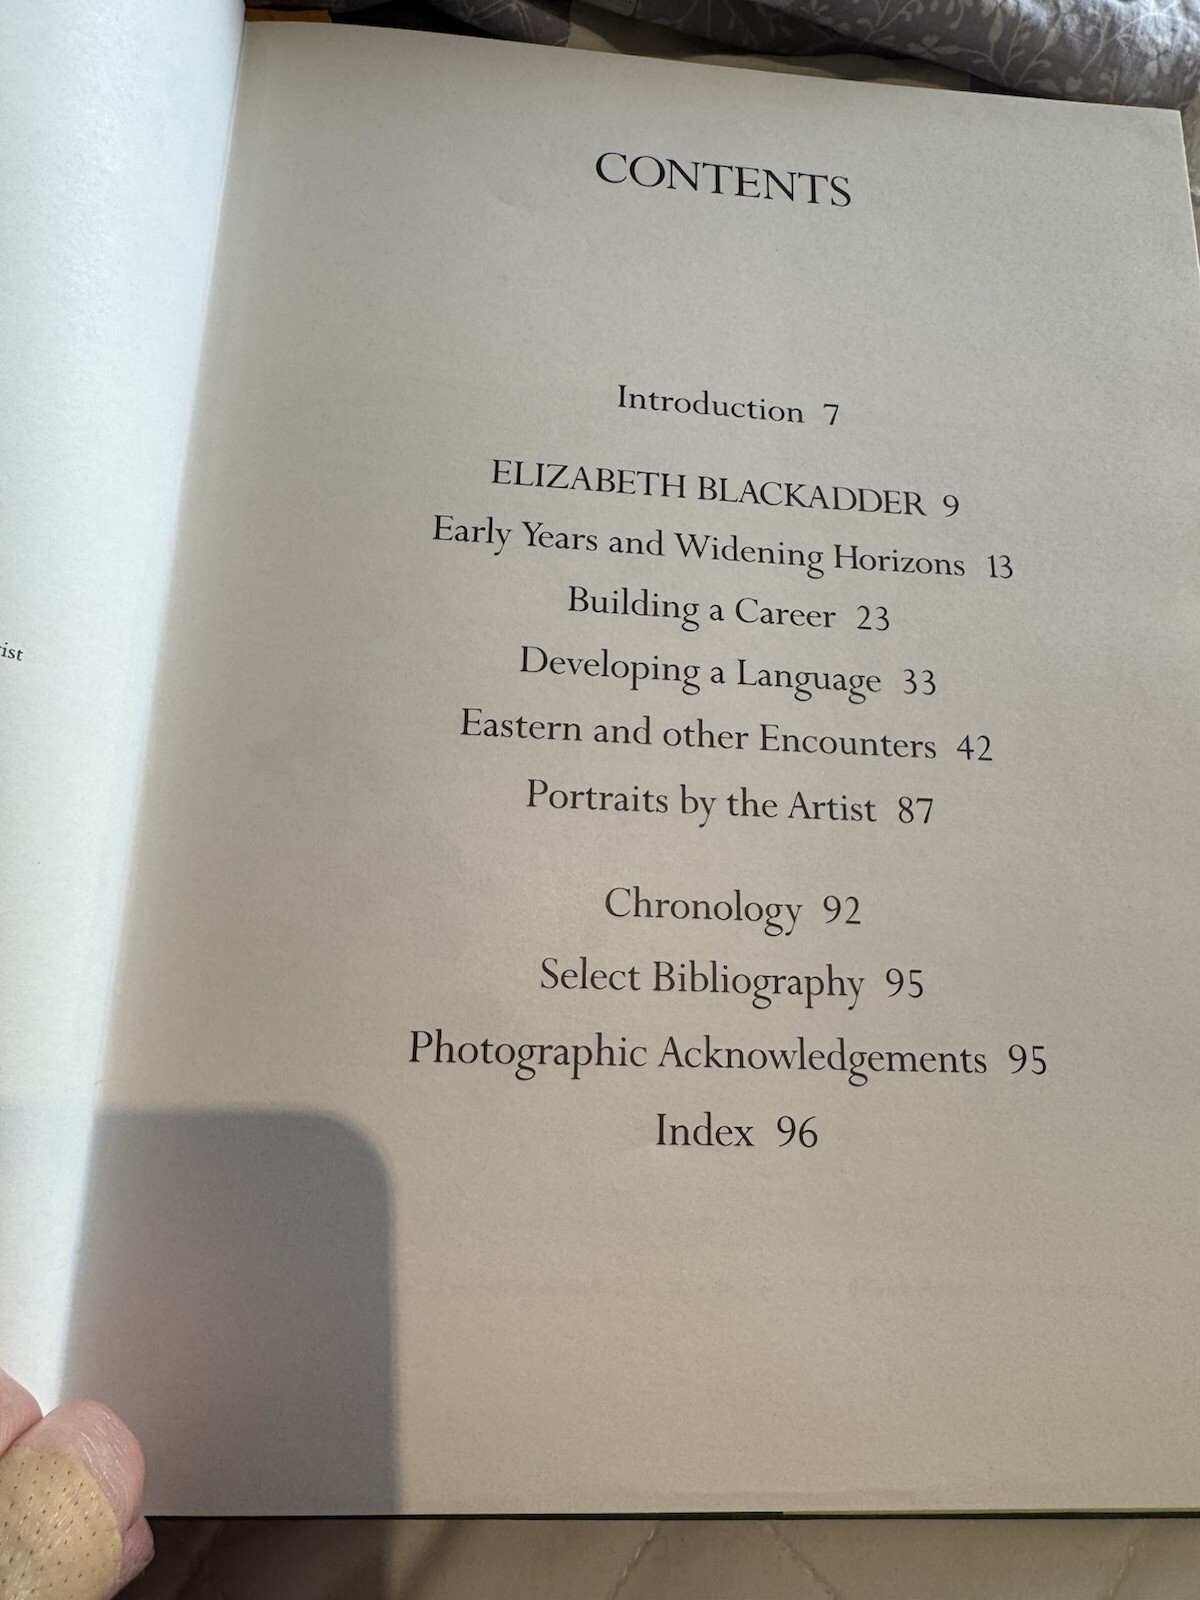 CONTENTS
Introduction 7
ELIZABETH BLACKADDER 9
Early Years and Widening Horizons 13
Building a Career 23
Developing a Language 33
Eastern and other Encounters 42
Portraits by the Artist 87
Chronology 92
Select Bibliography 95
Photographic Acknowledgements 95
Index 96